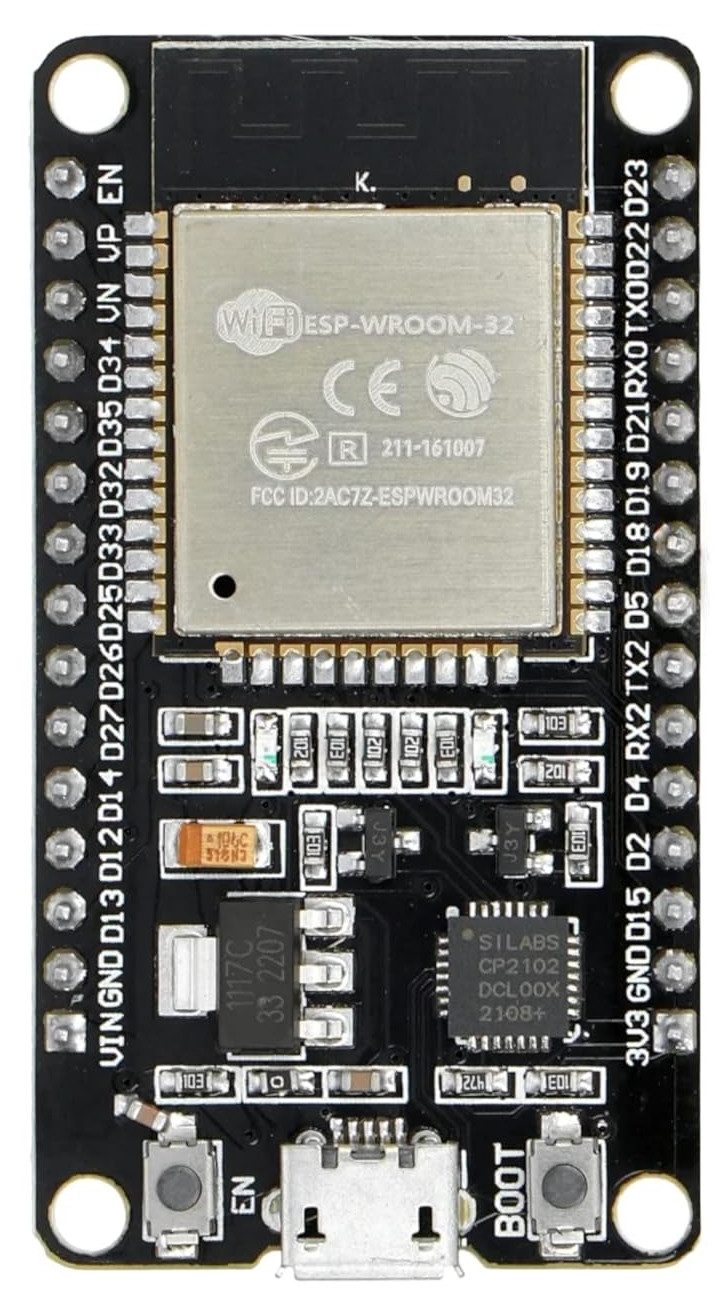 K.
WiFi ESP-WROOM-32
CE
R 211-161007
FCC ID:2AC7Z-ESPWROOM32
EN
VP
VN
D34
D35
D32
D33
D25
D26
D27
D14
D12
D13
GND
VIN
D23
D22
TX0
RX0
D21
D19
D18
D5
TX2
RX2
D4
D2
D15
GND
3V3
102
103
102
102
103
103
102
103
J3Y
J3Y
103
1117C
33 2207
SILABS
CP2102
DCL00X
2108+
103
0
472
103
EN
BOOT